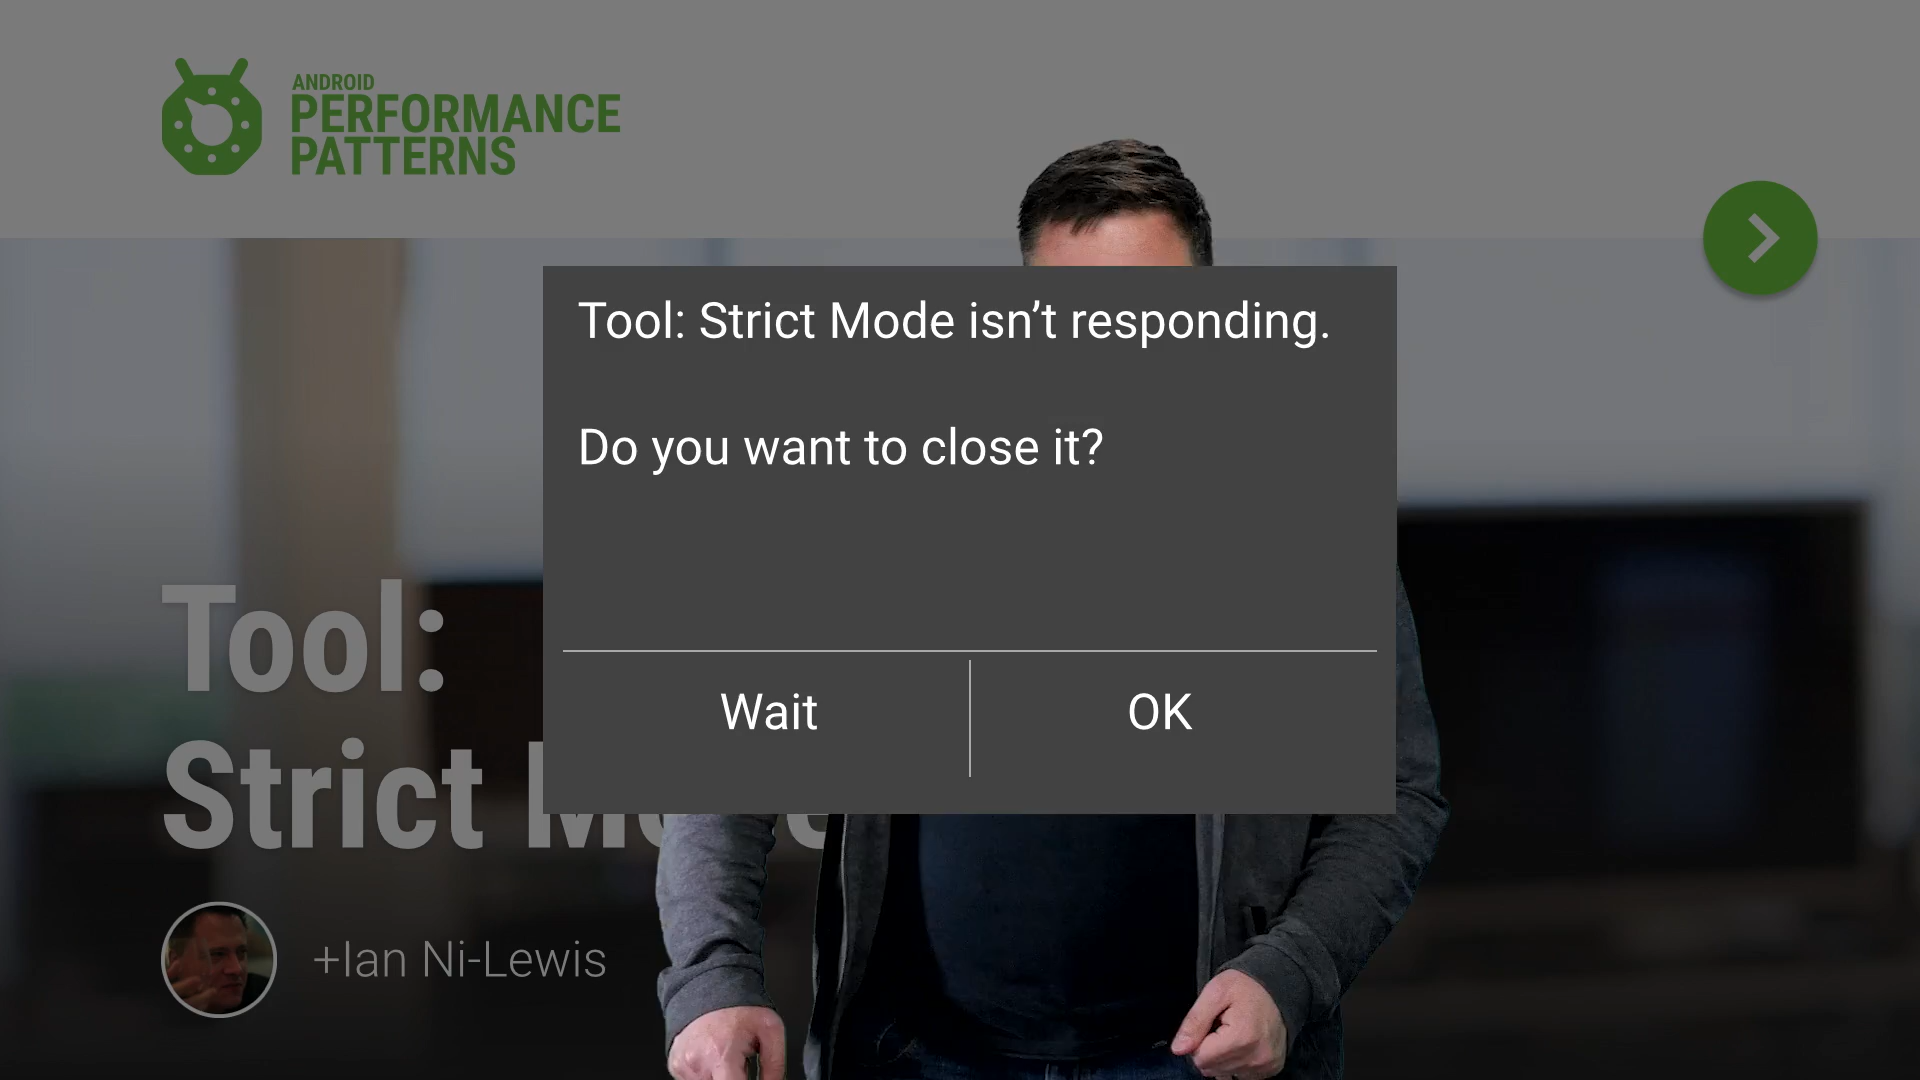 ANDROID
PERFORMANCE
PATTERNS
Tool: Strict Mode isn’t responding.
Do you want to close it?
Wait
OK
Tool:
Strict
+Ian Ni-Lewis